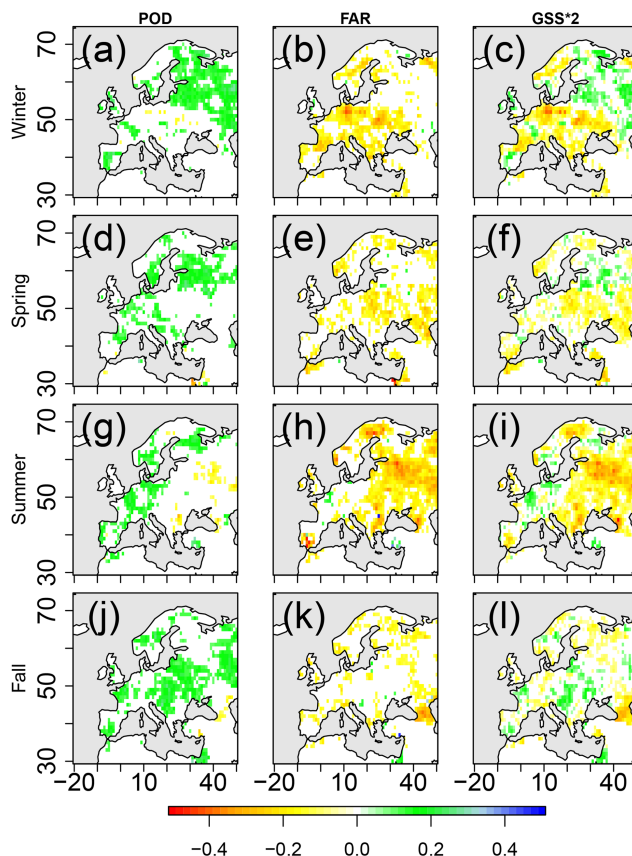 POD FAR GSS*2
Winter
70
50
30
(a) (b) (c)
Spring
70
50
30
(d) (e) (f)
Summer
70
50
30
(g) (h) (i)
Fall
70
50
30
(j) (k) (l)
−20 10 40 −20 10 40 −20 10 40
−0.4 −0.2 0.0 0.2 0.4